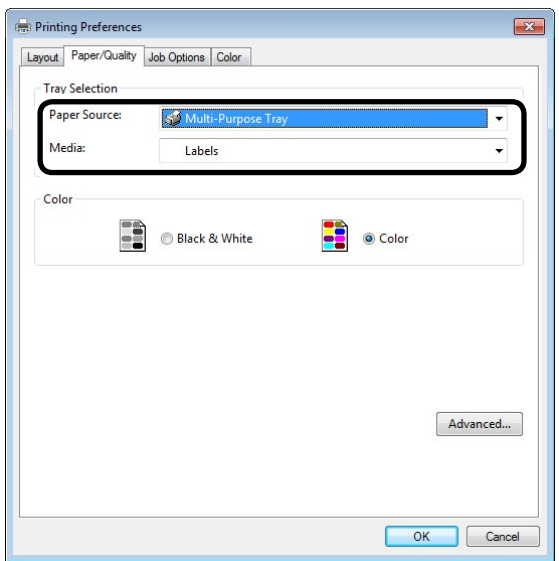 Printing Preferences
Layout Paper/Quality Job Options Color
Tray Selection
Paper Source: Multi-Purpose Tray
Media: Labels
Color
Black & White Color
Advanced...
OK Cancel